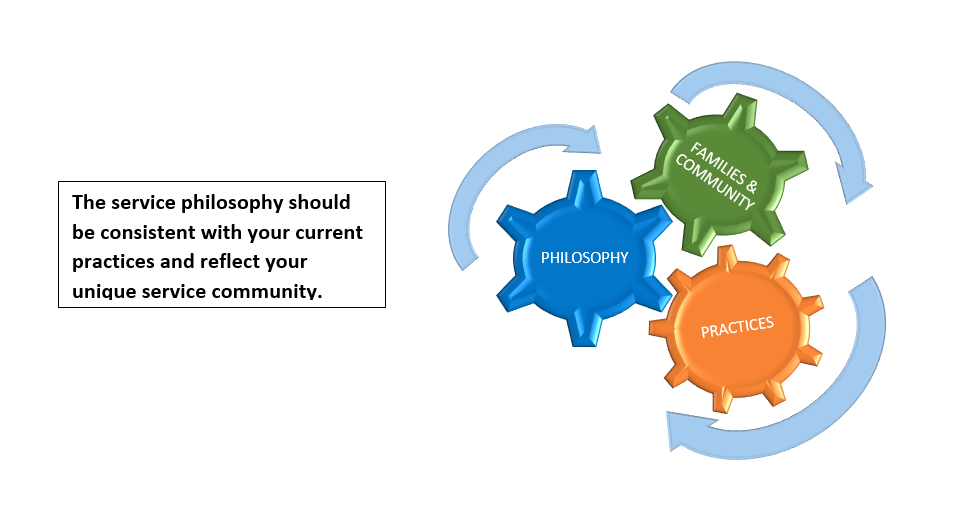 The service philosophy should
be consistent with your current
practices and reflect your
unique service community.
PHILOSOPHY
FAMILIES &
COMMUNITY
PRACTICES